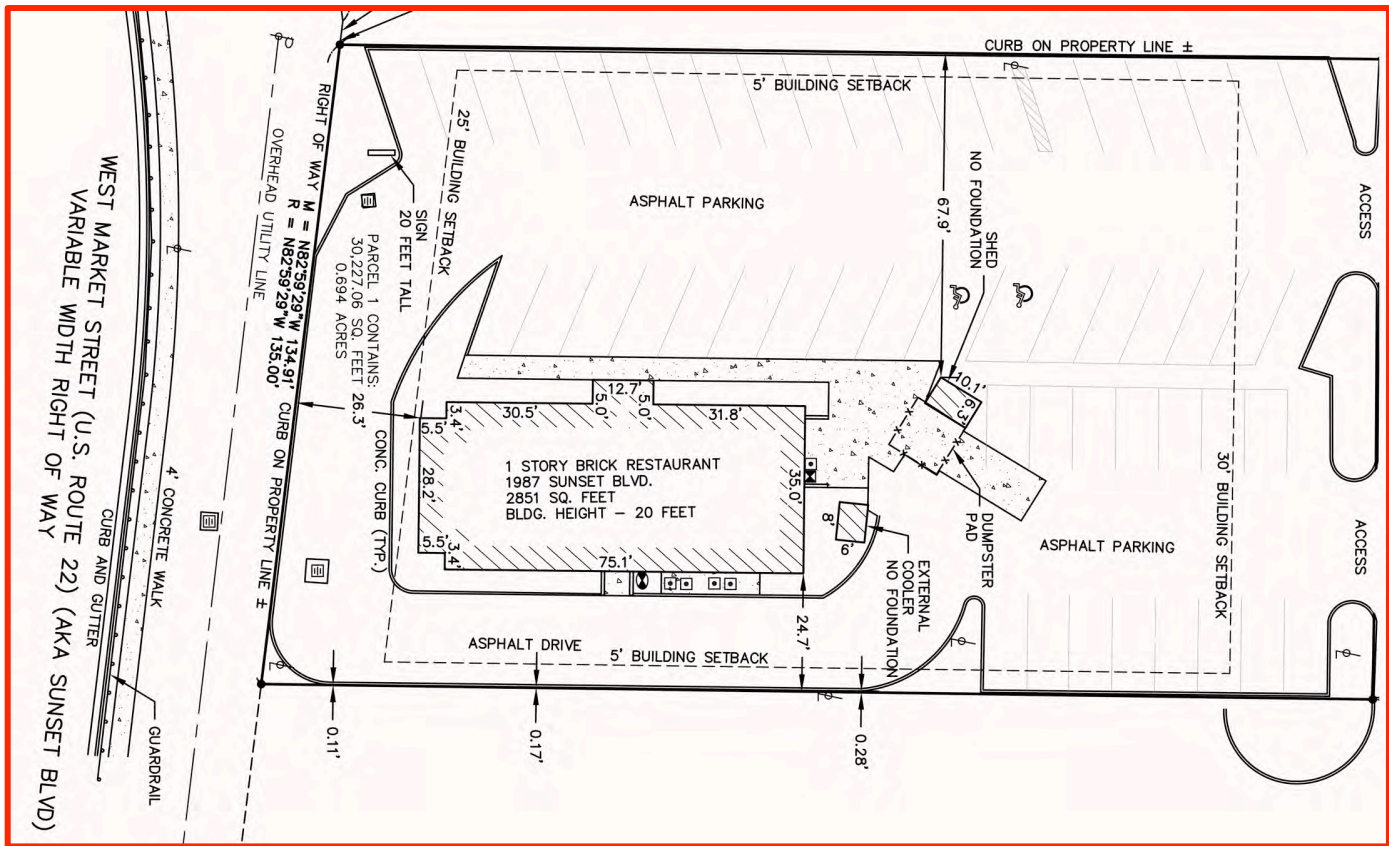 CURB ON PROPERTY LINE ±
5' BUILDING SETBACK
25' BUILDING SETBACK
ASPHALT PARKING
67.9'
SHED
NO FOUNDATION
ACCESS
RIGHT OF WAY M = N82°59'29"W 134.91'
R = N82°59'29"W 135.00'
CURB ON PROPERTY LINE ±
OVERHEAD UTILITY LINE
SIGN
20 FEET TALL
PARCEL 1 CONTAINS:
30,227.06 SQ. FEET
0.694 ACRES
26.3'
CONC. CURB (TYP.)
10.1'
6.3'
12.7'
5.0'
5.0'
30.5'
31.8'
3.4'
5.5'
28.2'
5.5'
3.4'
75.1'
35.0'
1 STORY BRICK RESTAURANT
1987 SUNSET BLVD.
2851 SQ. FEET
BLDG. HEIGHT – 20 FEET
8'
6'
DUMPSTER
PAD
EXTERNAL
COOLER
NO FOUNDATION
ASPHALT PARKING
30' BUILDING SETBACK
ACCESS
24.7'
ASPHALT DRIVE
5' BUILDING SETBACK
0.11'
0.17'
0.28'
4' CONCRETE WALK
CURB AND GUTTER
GUARDRAIL
WEST MARKET STREET (U.S. ROUTE 22) (AKA SUNSET BLVD)
VARIABLE WIDTH RIGHT OF WAY